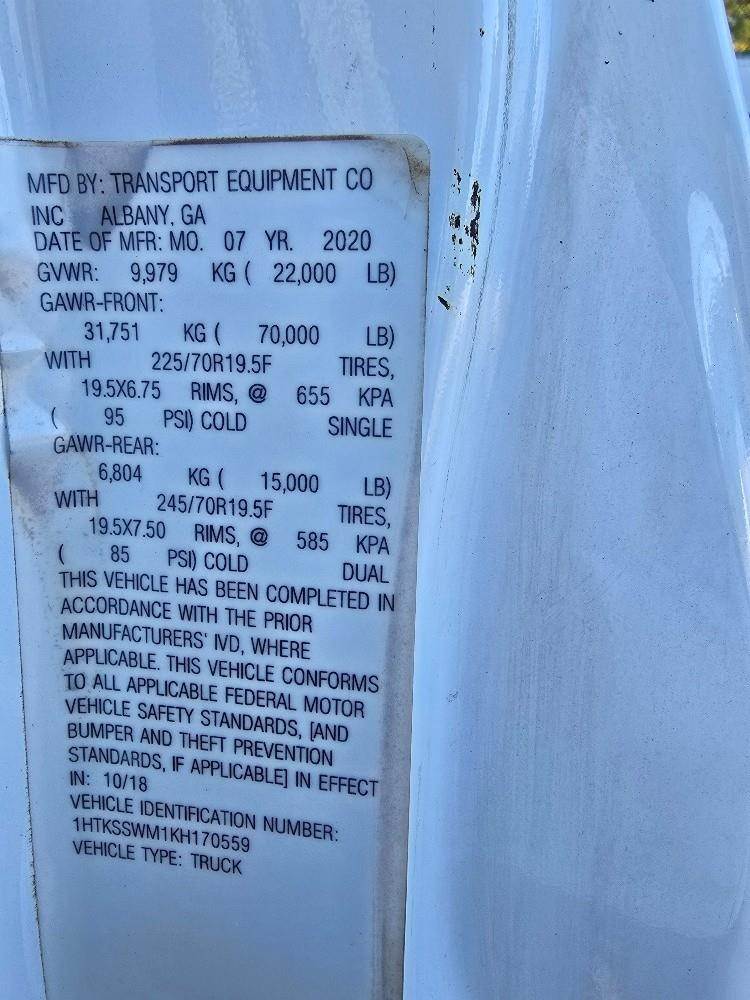 MFD BY: TRANSPORT EQUIPMENT CO
INC ALBANY, GA
DATE OF MFR: MO. 07 YR. 2020
GVWR: 9,979 KG ( 22,000 LB)
GAWR-FRONT:
31,751 KG ( 70,000 LB)
WITH 225/70R19.5F TIRES,
19.5X6.75 RIMS, @ 655 KPA
( 95 PSI) COLD SINGLE
GAWR-REAR:
6,804 KG ( 15,000 LB)
WITH 245/70R19.5F TIRES,
19.5X7.50 RIMS, @ 585 KPA
( 85 PSI) COLD DUAL
THIS VEHICLE HAS BEEN COMPLETED IN
ACCORDANCE WITH THE PRIOR
MANUFACTURERS' IVD, WHERE
APPLICABLE. THIS VEHICLE CONFORMS
TO ALL APPLICABLE FEDERAL MOTOR
VEHICLE SAFETY STANDARDS, [AND
BUMPER AND THEFT PREVENTION
STANDARDS, IF APPLICABLE] IN EFFECT
IN: 10/18
VEHICLE IDENTIFICATION NUMBER:
1HTKSSWM1KH170559
VEHICLE TYPE: TRUCK